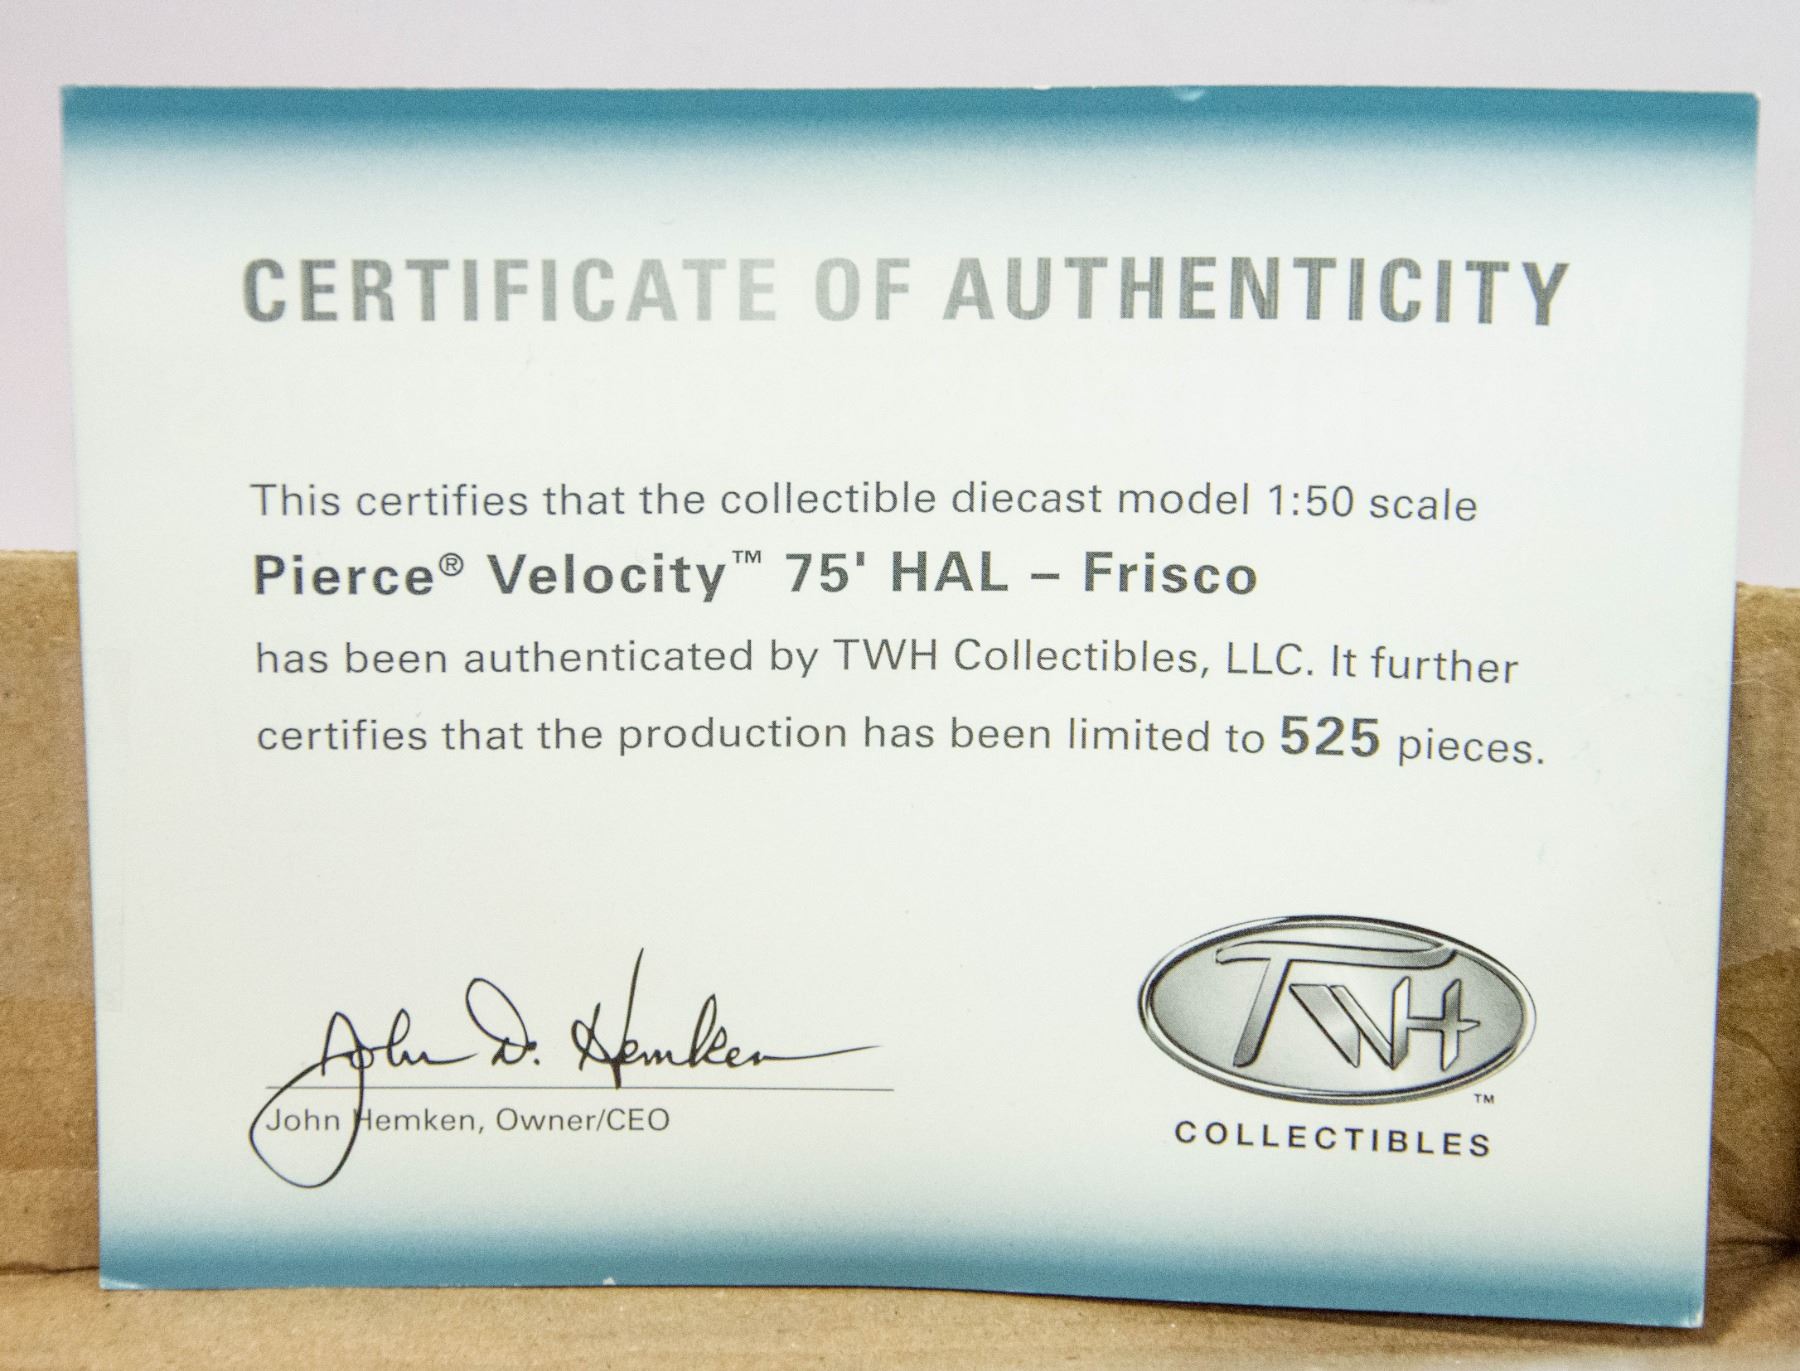 CERTIFICATE OF AUTHENTICITY
This certifies that the collectible diecast model 1:50 scale
Pierce® Velocity™ 75' HAL – Frisco
has been authenticated by TWH Collectibles, LLC. It further
certifies that the production has been limited to 525 pieces.
John D. Hemken
John Hemken, Owner/CEO
TWH
™
COLLECTIBLES